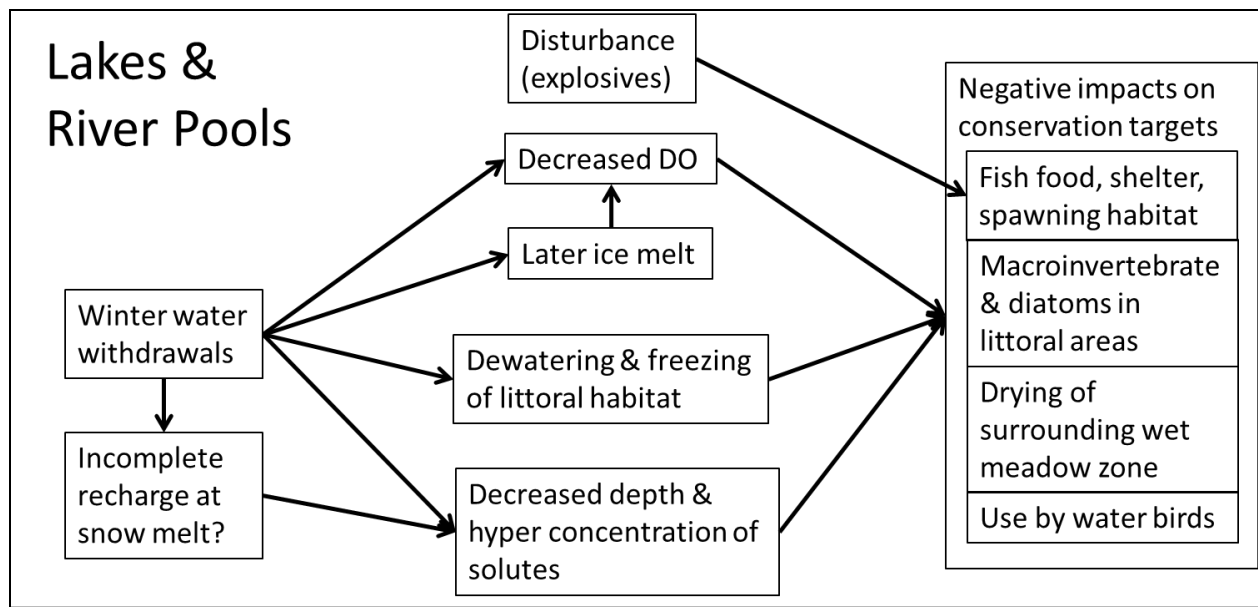 Lakes &
River Pools
Disturbance
(explosives)
Decreased DO
Later ice melt
Winter water
withdrawals
Dewatering & freezing
of littoral habitat
Incomplete
recharge at
snow melt?
Decreased depth &
hyper concentration of
solutes
Negative impacts on
conservation targets
Fish food, shelter,
spawning habitat
Macroinvertebrate
& diatoms in
littoral areas
Drying of
surrounding wet
meadow zone
Use by water birds